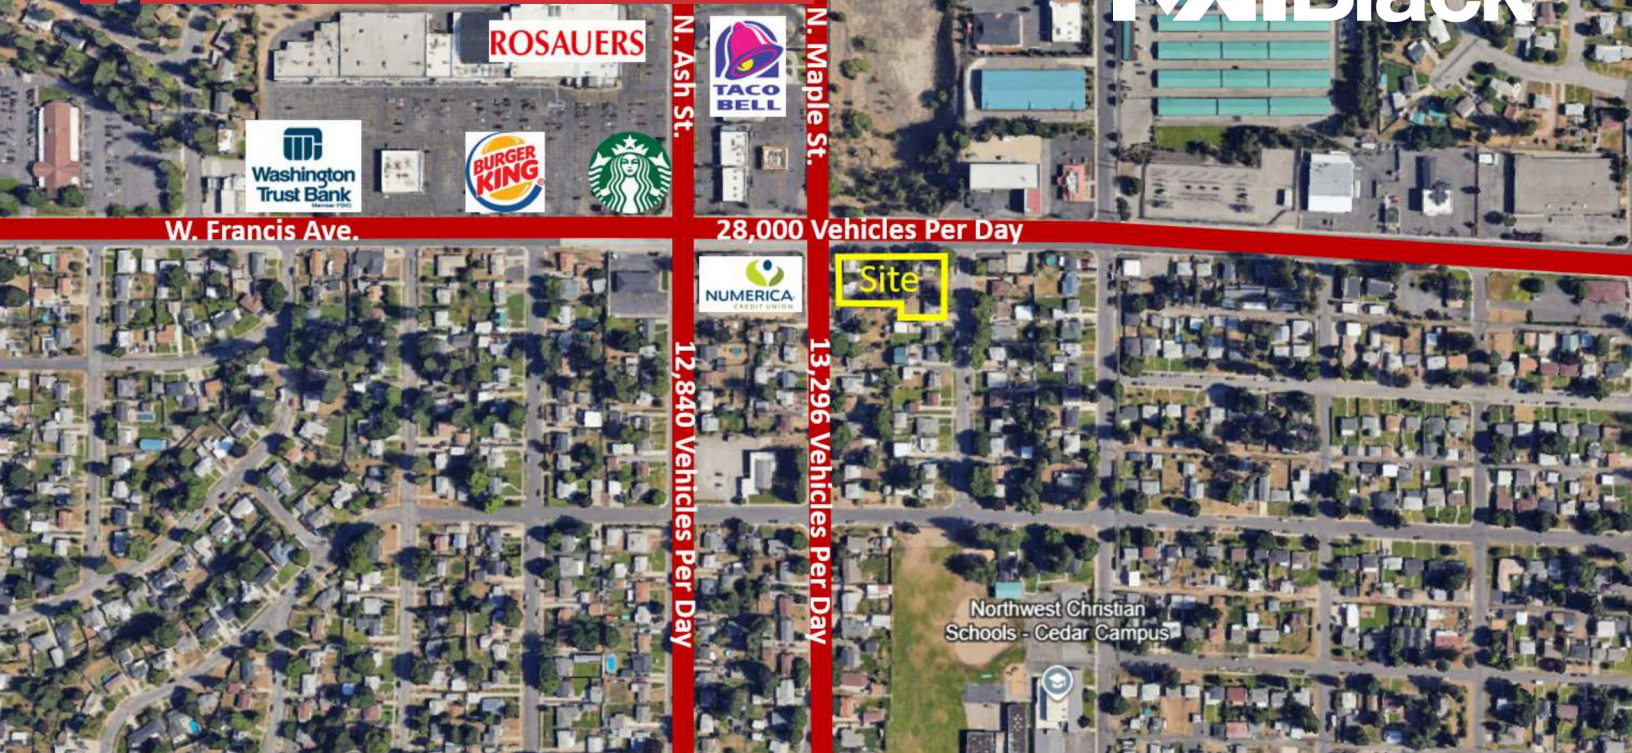 Black
ROSAUERS
N. Ash St.
TACO
BELL
N. Maple St.
Washington
Trust Bank
Member FDIC
BURGER
KING
®
W. Francis Ave.
28,000 Vehicles Per Day
NUMERICA
CREDIT UNION
Site
12,840 Vehicles Per Day
13,296 Vehicles Per Day
Northwest Christian
Schools - Cedar Campus